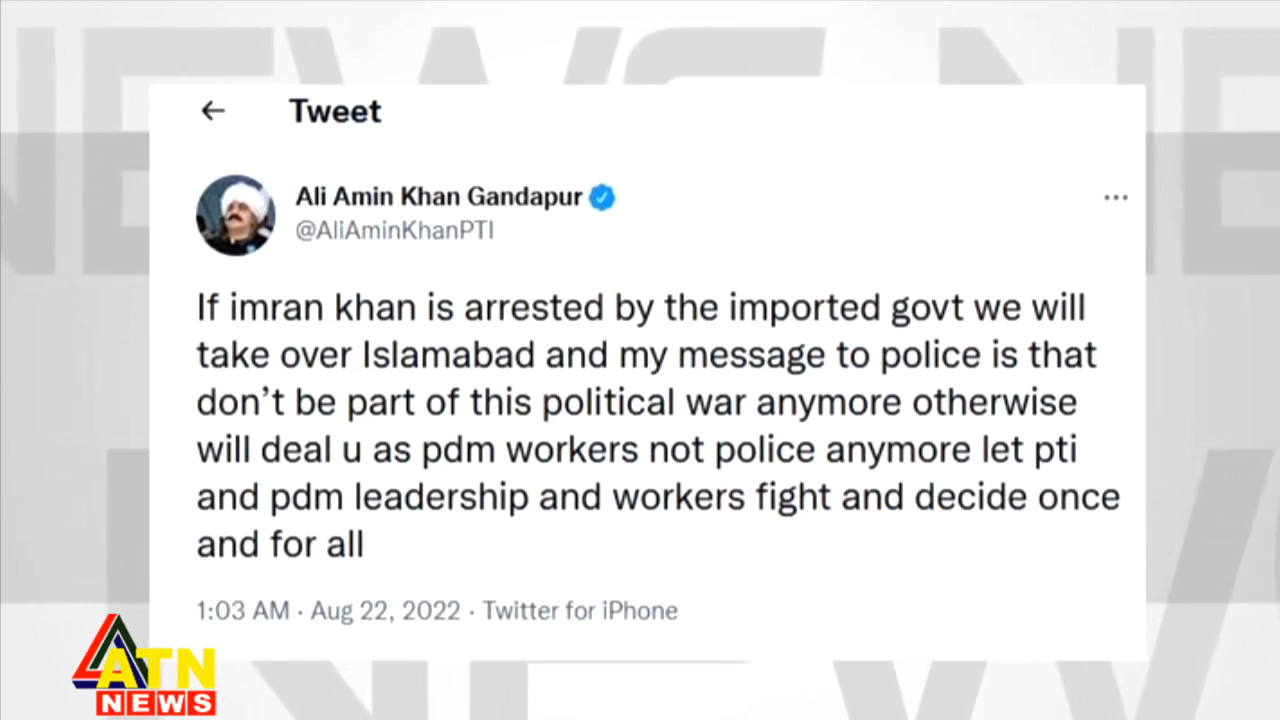 Tweet
Ali Amin Khan Gandapur
@AliAminKhanPTI
If imran khan is arrested by the imported govt we will
take over Islamabad and my message to police is that
don't be part of this political war anymore otherwise
will deal u as pdm workers not police anymore let pti
and pdm leadership and workers fight and decide once
and for all
1:03 AM · Aug 22, 2022 · Twitter for iPhone
ATN
NEWS